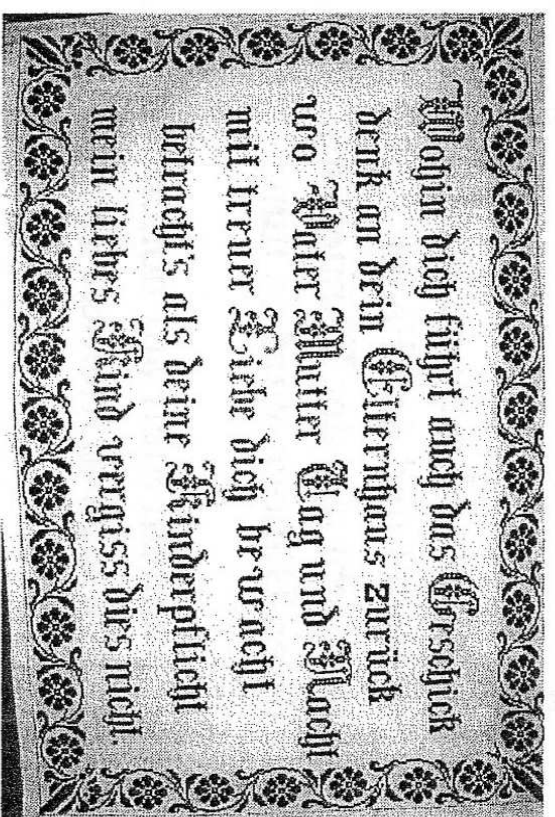 Wohin dich führt auch das Geschick
denk an dein Elternhaus zurück
wo Vater Mutter Tag und Nacht
mit treuer Liebe dich bewacht
betracht's als deine Kinderpflicht
mein liebes Kind vergiss dies nicht.